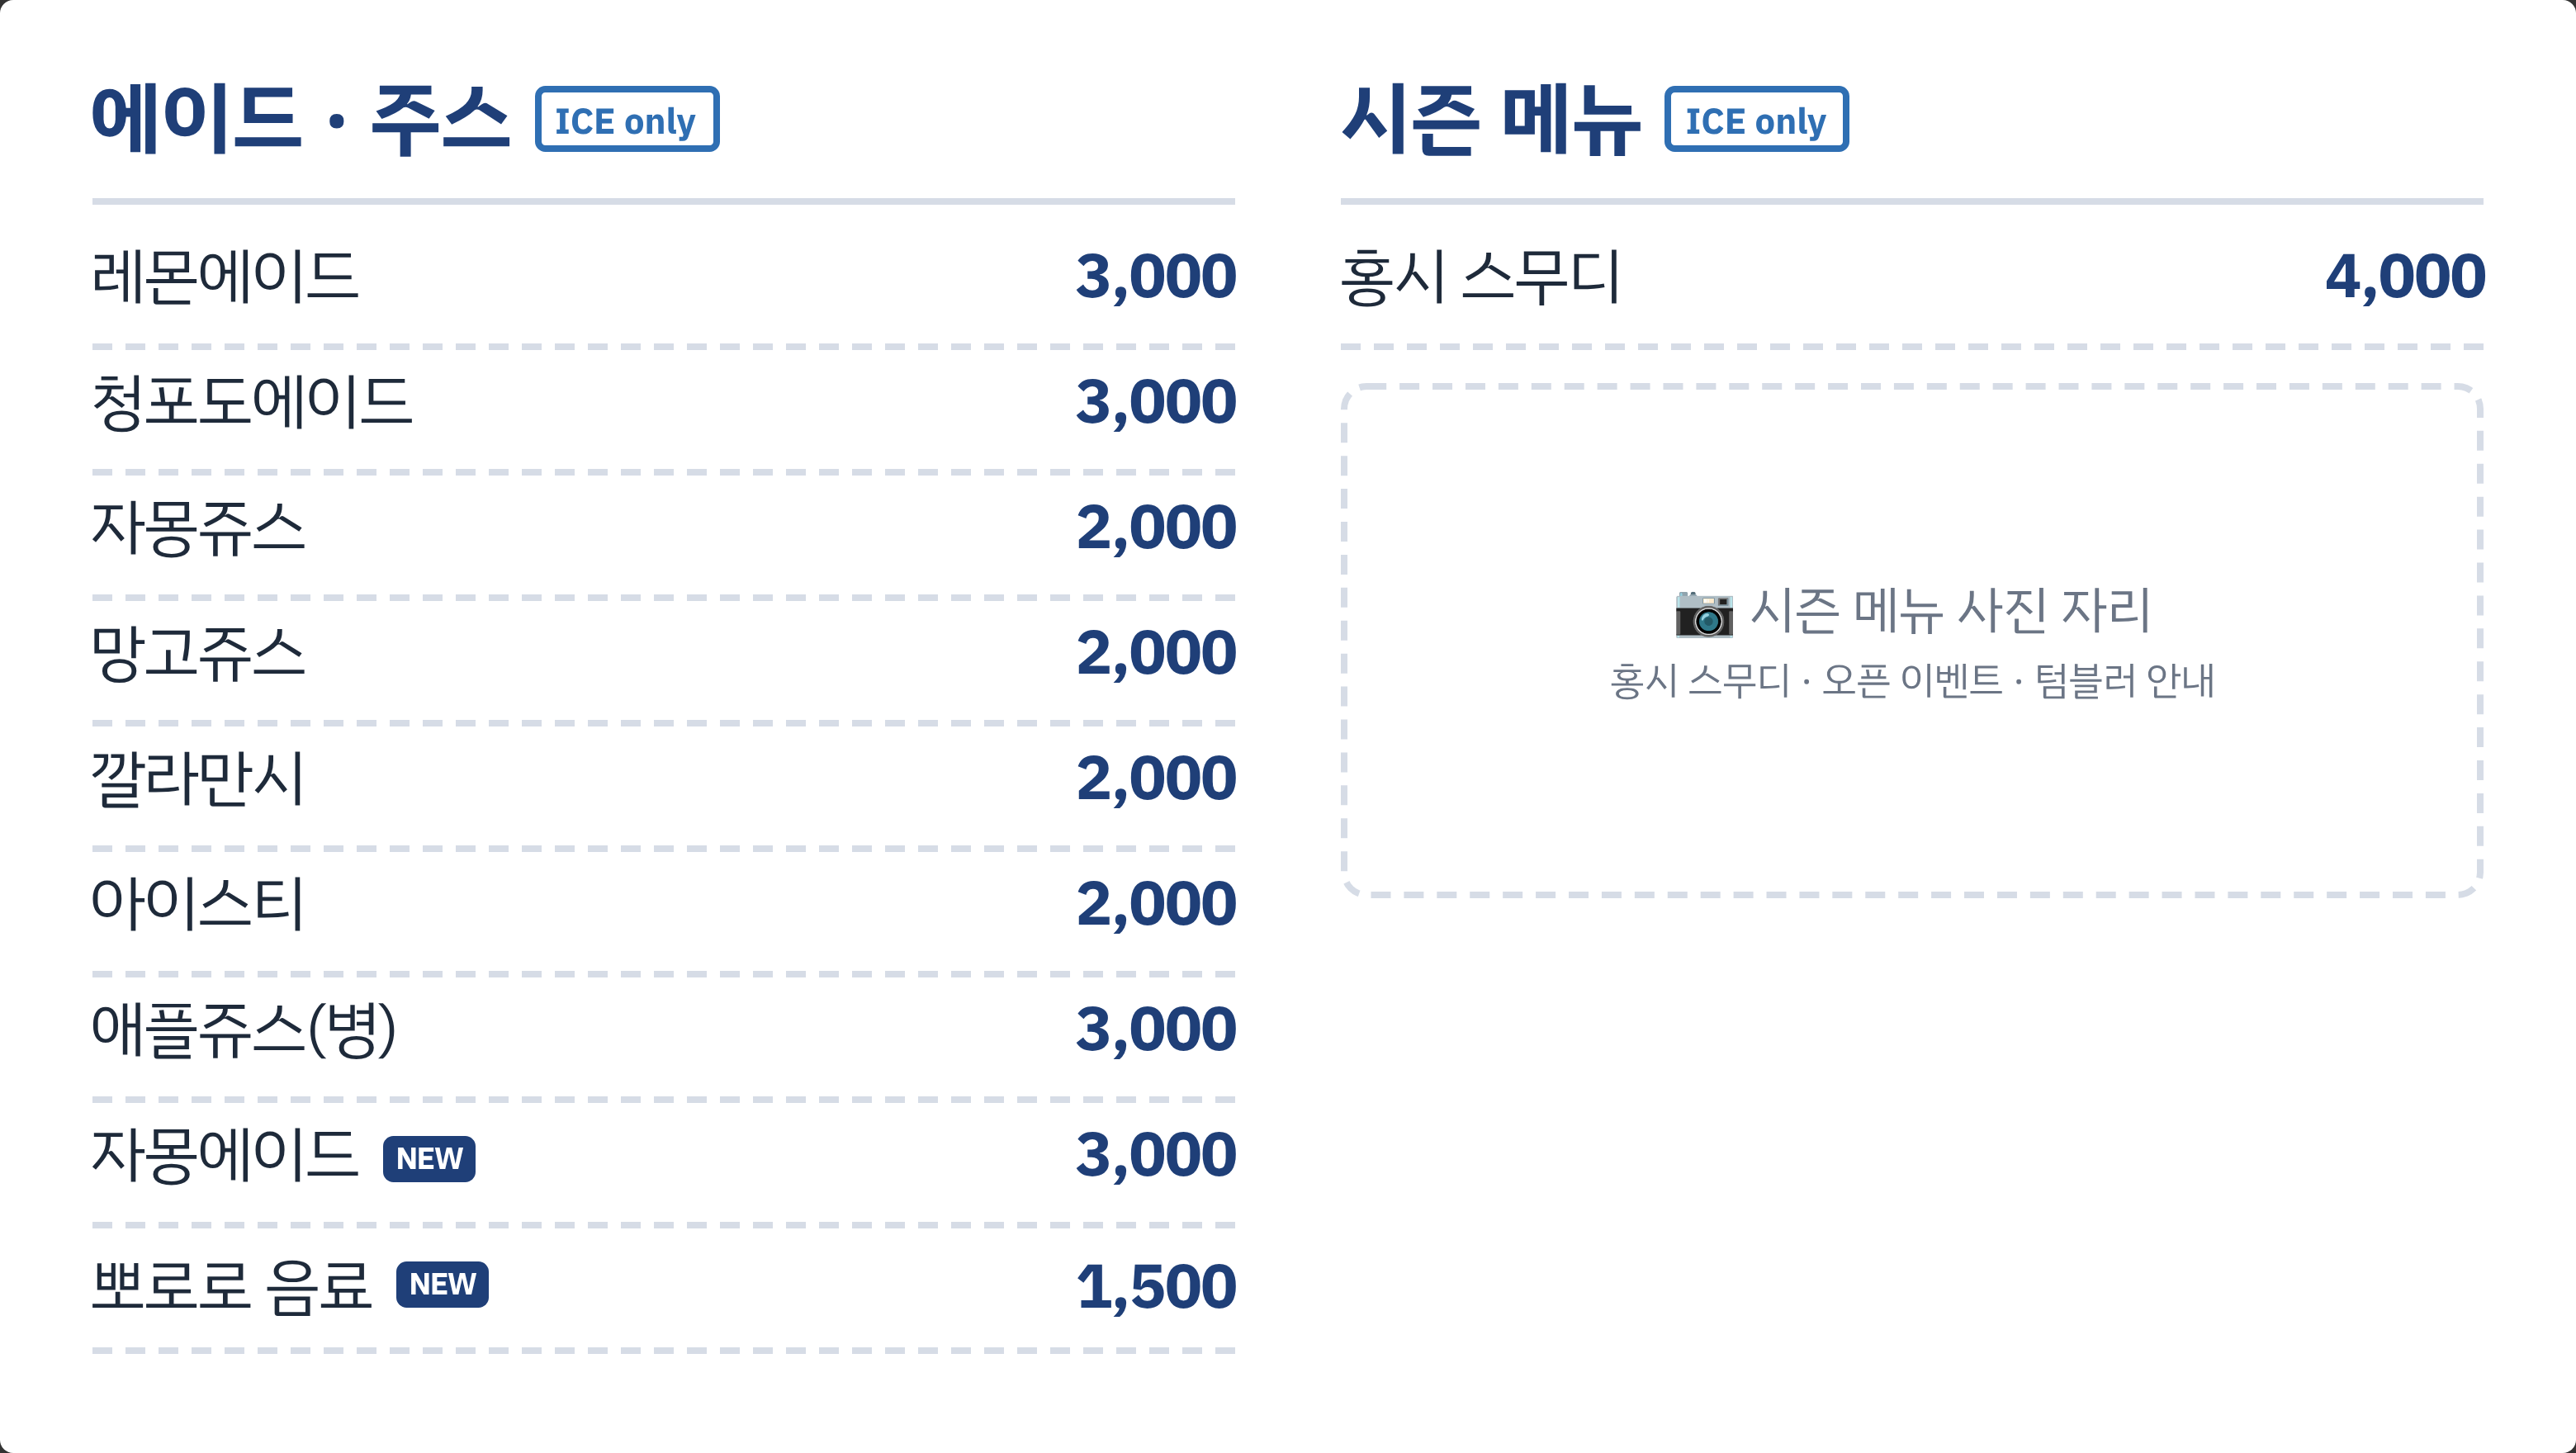 에이드 · 주스 ICE only
레몬에이드 3,000
청포도에이드 3,000
자몽쥬스 2,000
망고쥬스 2,000
깔라만시 2,000
아이스티 2,000
애플쥬스(병) 3,000
자몽에이드 NEW 3,000
뽀로로 음료 NEW 1,500
시즌 메뉴 ICE only
홍시 스무디 4,000
📷 시즌 메뉴 사진 자리
홍시 스무디 · 오픈 이벤트 · 텀블러 안내